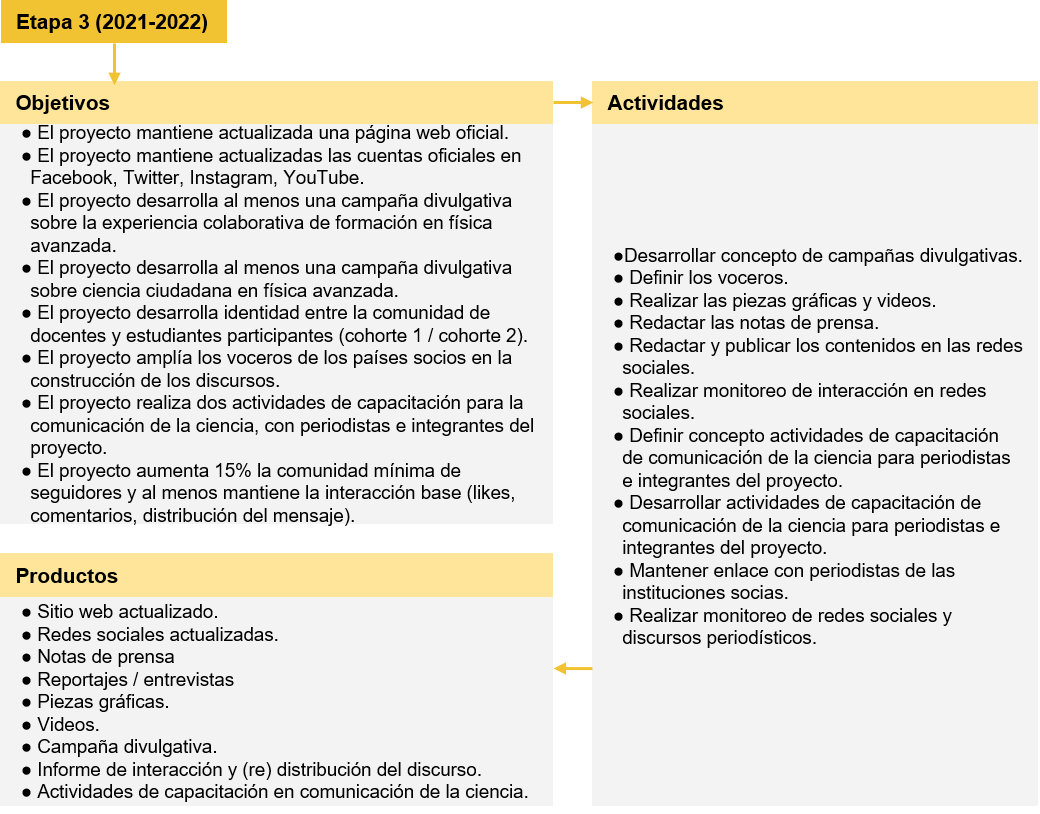 Etapa 3 (2021-2022)
Objetivos
● El proyecto mantiene actualizada una página web oficial.
● El proyecto mantiene actualizadas las cuentas oficiales en
Facebook, Twitter, Instagram, YouTube.
● El proyecto desarrolla al menos una campaña divulgativa
sobre la experiencia colaborativa de formación en física
avanzada.
● El proyecto desarrolla al menos una campaña divulgativa
sobre ciencia ciudadana en física avanzada.
● El proyecto desarrolla identidad entre la comunidad de
docentes y estudiantes participantes (cohorte 1 / cohorte 2).
● El proyecto amplía los voceros de los países socios en la
construcción de los discursos.
● El proyecto realiza dos actividades de capacitación para la
comunicación de la ciencia, con periodistas e integrantes del
proyecto.
● El proyecto aumenta 15% la comunidad mínima de
seguidores y al menos mantiene la interacción base (likes,
comentarios, distribución del mensaje).
Actividades
●Desarrollar concepto de campañas divulgativas.
● Definir los voceros.
● Realizar las piezas gráficas y videos.
● Redactar las notas de prensa.
● Redactar y publicar los contenidos en las redes
sociales.
● Realizar monitoreo de interacción en redes
sociales.
● Definir concepto actividades de capacitación
de comunicación de la ciencia para periodistas
e integrantes del proyecto.
● Desarrollar actividades de capacitación de
comunicación de la ciencia para periodistas e
integrantes del proyecto.
● Mantener enlace con periodistas de las
instituciones socias.
● Realizar monitoreo de redes sociales y
discursos periodísticos.
Productos
● Sitio web actualizado.
● Redes sociales actualizadas.
● Notas de prensa
● Reportajes / entrevistas
● Piezas gráficas.
● Videos.
● Campaña divulgativa.
● Informe de interacción y (re) distribución del discurso.
● Actividades de capacitación en comunicación de la ciencia.